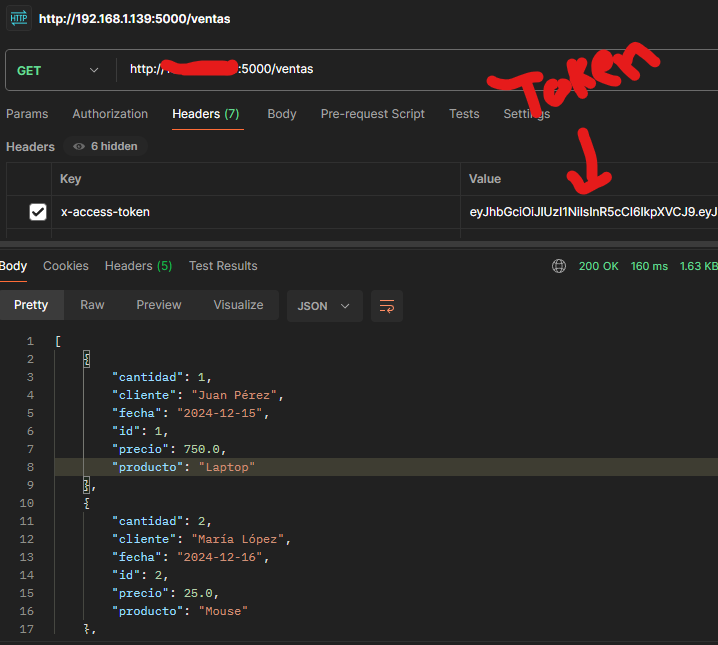 HTTP http://192.168.1.139:5000/ventas
GET http:/ :5000/ventas
Taken
Params Authorization Headers (7) Body Pre-request Script Tests Settings
Headers 6 hidden
Key Value
x-access-token eyJhbGciOiJIUzI1NiIsInR5cCI6IkpXVCJ9.eyJ
Body Cookies Headers (5) Test Results 200 OK 160 ms 1.63 KB
Pretty Raw Preview Visualize JSON
1 [
2 {
3 "cantidad": 1,
4 "cliente": "Juan Pérez",
5 "fecha": "2024-12-15",
6 "id": 1,
7 "precio": 750.0,
8 "producto": "Laptop"
9 },
10 {
11 "cantidad": 2,
12 "cliente": "María López",
13 "fecha": "2024-12-16",
14 "id": 2,
15 "precio": 25.0,
16 "producto": "Mouse"
17 },